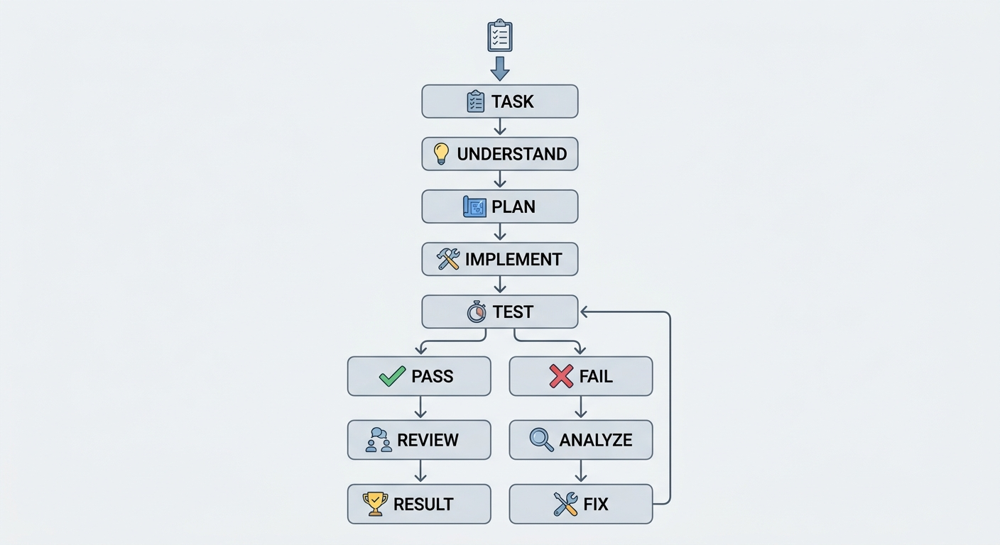 TASK
UNDERSTAND
PLAN
IMPLEMENT
TEST
PASS
FAIL
REVIEW
ANALYZE
RESULT
FIX